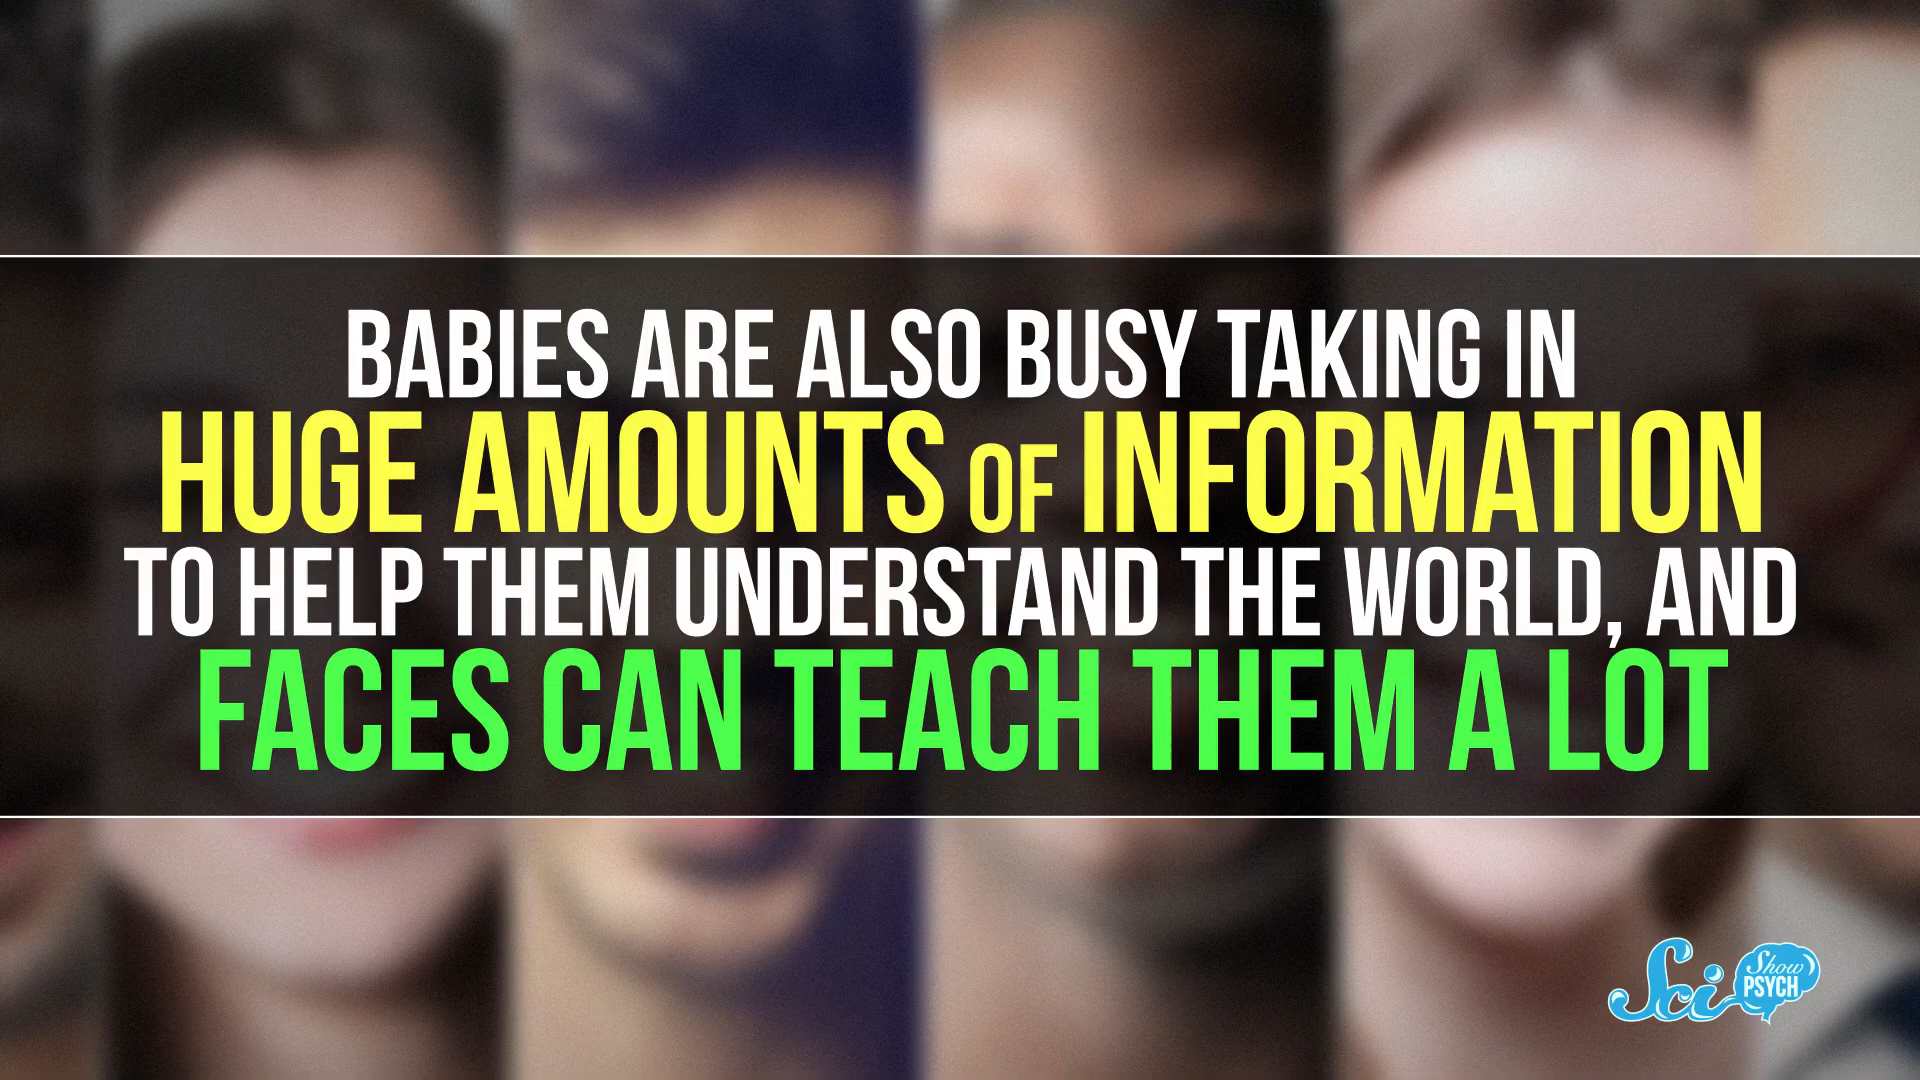 BABIES ARE ALSO BUSY TAKING IN
HUGE AMOUNTS OF INFORMATION
TO HELP THEM UNDERSTAND THE WORLD, AND
FACES CAN TEACH THEM A LOT
Sci Show
PSYCH